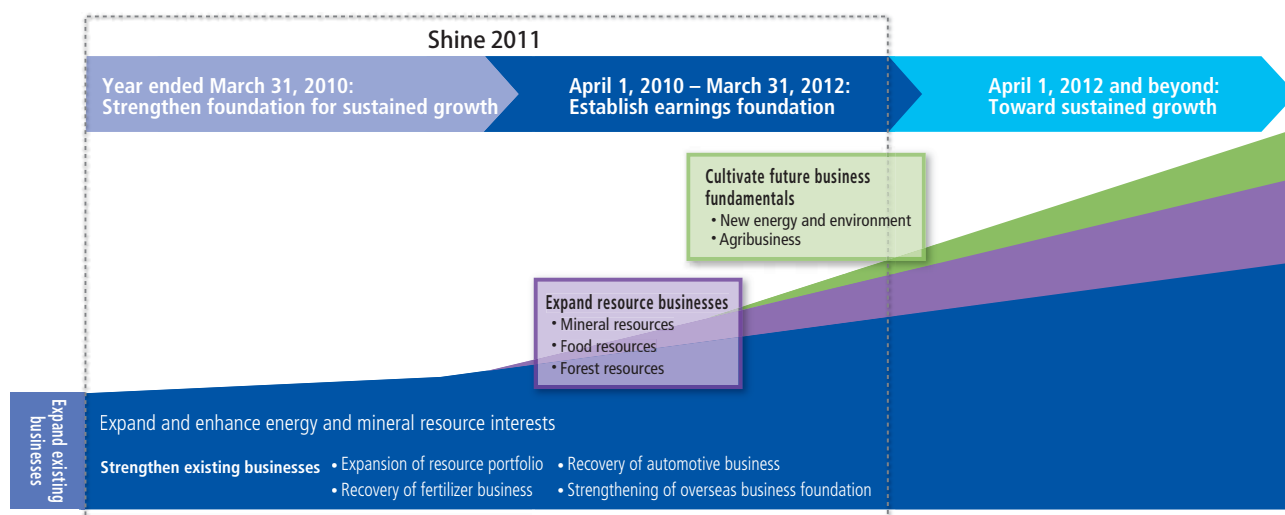 Shine 2011
Year ended March 31, 2010:
Strengthen foundation for sustained growth
April 1, 2010 – March 31, 2012:
Establish earnings foundation
April 1, 2012 and beyond:
Toward sustained growth
Cultivate future business
fundamentals
• New energy and environment
• Agribusiness
Expand resource businesses
• Mineral resources
• Food resources
• Forest resources
Expand existing
businesses
Expand and enhance energy and mineral resource interests
Strengthen existing businesses • Expansion of resource portfolio • Recovery of automotive business
• Recovery of fertilizer business • Strengthening of overseas business foundation